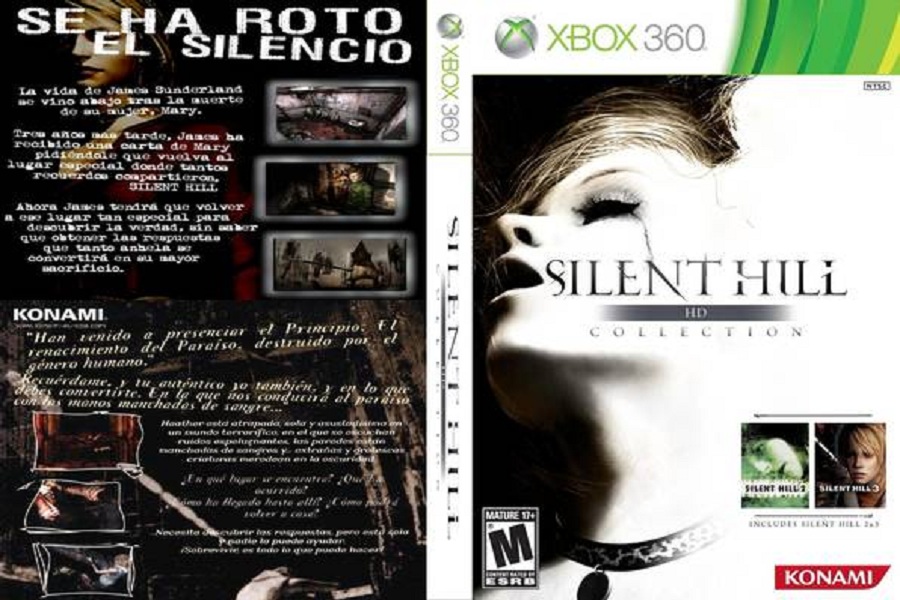 SE HA ROTO
EL SILENCIO
La vida de James Sunderland
se vino abajo tras la muerte
de su mujer, Mary.
Tres años mas tarde, James ha
recibido una carta de Mary
pidiéndole que vuelva al
lugar especial donde tantos
recuerdos compartieron.
SILENT HILL
Ahora James tendrá que volver
a ese lugar tan especial para
descubrir la verdad, sin saber
que obtener las respuestas
que tanto anhela se
convertirá en su mayor
sacrificio.
KONAMI
"Han venido a presenciar el Principio. El
renacimiento del Paraíso, destruido por el
género humano."
Recuérdame, y tu auténtico yo también, y en lo que
debes convertirte. En la que nos conducirá al paraíso
con las manos manchadas de sangre...
Heather está atrapada, sola y asustadísima en
un mundo terrorífico, en el que se escuchan
ruidos espeluznantes, las paredes están
manchadas de sangre y.. extrañas y grotescas
criaturas merodean en la oscuridad.
¿En qué lugar se encuentra? ¿Qué ha
ocurrido?
¿Cómo ha llegado hasta allí? ¿Cómo podrá
volver a casa?
Necesita descubrir las respuestas, pero está sola
y nadie la puede ayudar.
¡Sobrevivir es todo lo que puede hacer!
XBOX 360
SILENT HILL
XBOX 360
NTSC
SILENT HILL
HD
COLLECTION
SILENT HILL 2
SILENT HILL 3
INCLUDES SILENT HILL 2&3
MATURE 17+
M
CONTENT RATED BY
ESRB
KONAMI